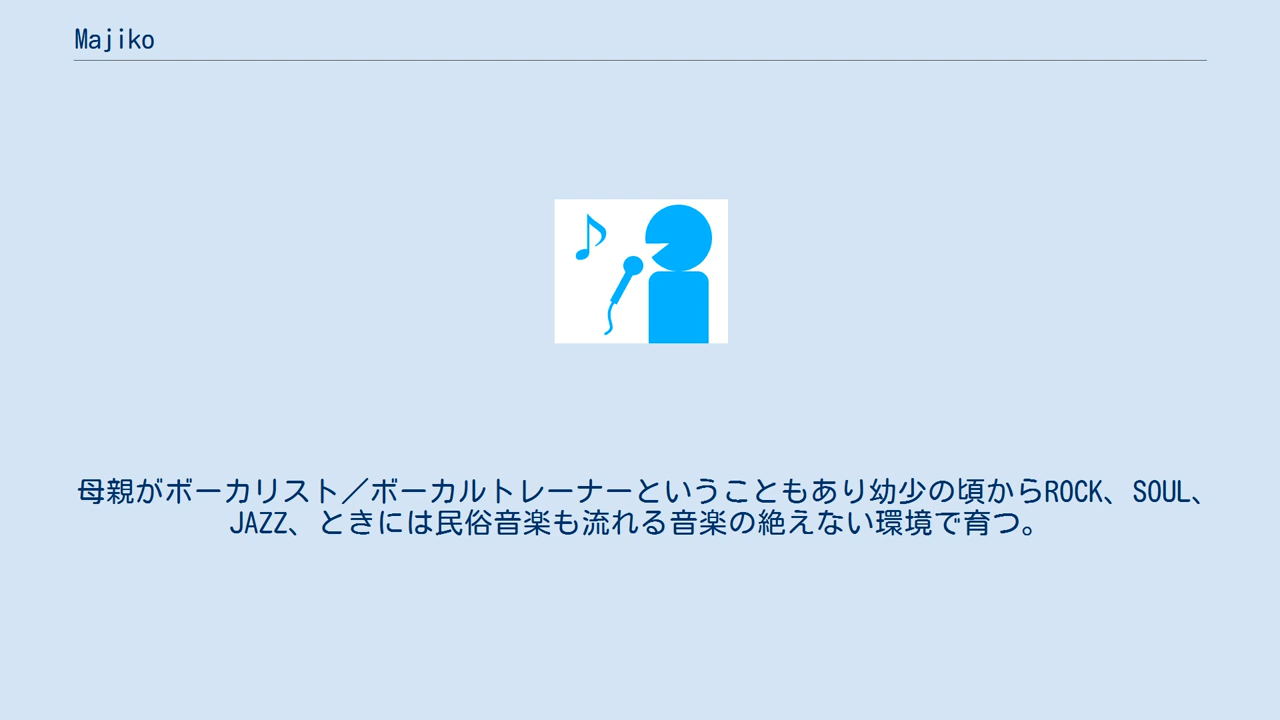 Majiko
母親がボーカリスト／ボーカルトレーナーということもあり幼少の頃からROCK、SOUL、
JAZZ、ときには民俗音楽も流れる音楽の絶えない環境で育つ。